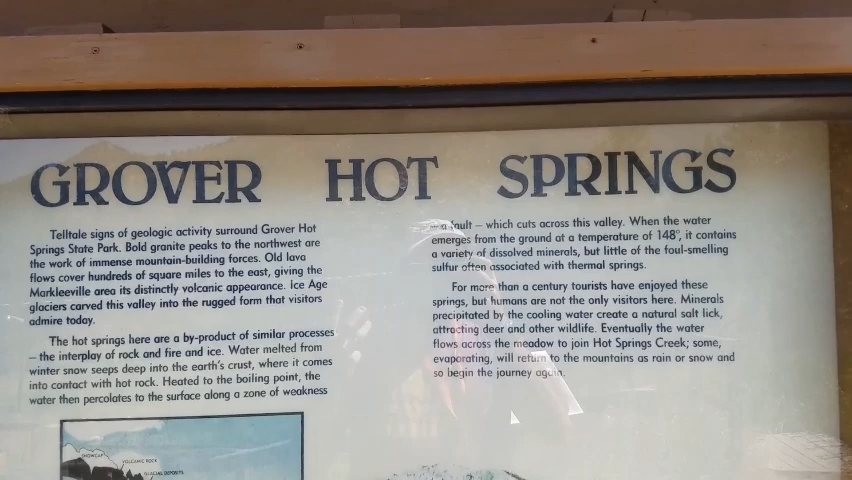 GROVER HOT SPRINGS
Telltale signs of geologic activity surround Grover Hot
Springs State Park. Bold granite peaks to the northwest are
the work of immense mountain-building forces. Old lava
flows cover hundreds of square miles to the east, giving the
Markleeville area its distinctly volcanic appearance. Ice Age
glaciers carved this valley into the rugged form that visitors
admire today.
The hot springs here are a by-product of similar processes
— the interplay of rock and fire and ice. Water melted from
winter snow seeps deep into the earth's crust, where it comes
into contact with hot rock. Heated to the boiling point, the
water then percolates to the surface along a zone of weakness
fault — which cuts across this valley. When the water
emerges from the ground at a temperature of 148°, it contains
a variety of dissolved minerals, but little of the foul-smelling
sulfur often associated with thermal springs.
For more than a century tourists have enjoyed these
springs, but humans are not the only visitors here. Minerals
precipitated by the cooling water create a natural salt lick,
attracting deer and other wildlife. Eventually the water
flows across the meadow to join Hot Springs Creek; some,
evaporating, will return to the mountains as rain or snow and
so begin the journey again.
SNOWCAP
VOLCANIC ROCK
GLACIAL DEPOSITS